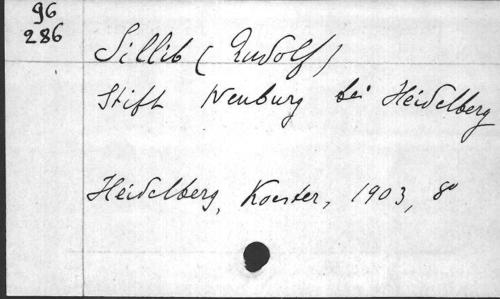 96
286
Sillib (Rudolf)
Stift Neuburg bei Heidelberg
Heidelberg, Koester, 1903, 8°